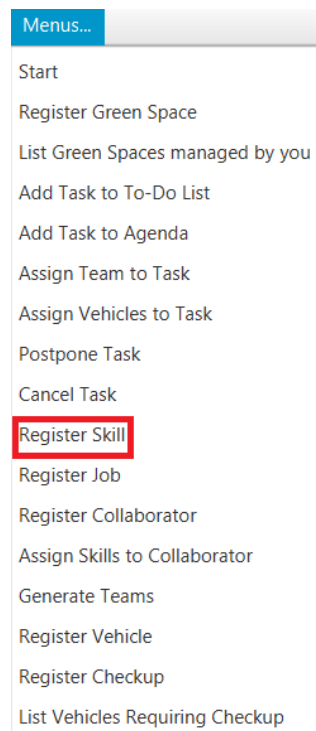 Menus...
Start
Register Green Space
List Green Spaces managed by you
Add Task to To-Do List
Add Task to Agenda
Assign Team to Task
Assign Vehicles to Task
Postpone Task
Cancel Task
Register Skill
Register Job
Register Collaborator
Assign Skills to Collaborator
Generate Teams
Register Vehicle
Register Checkup
List Vehicles Requiring Checkup